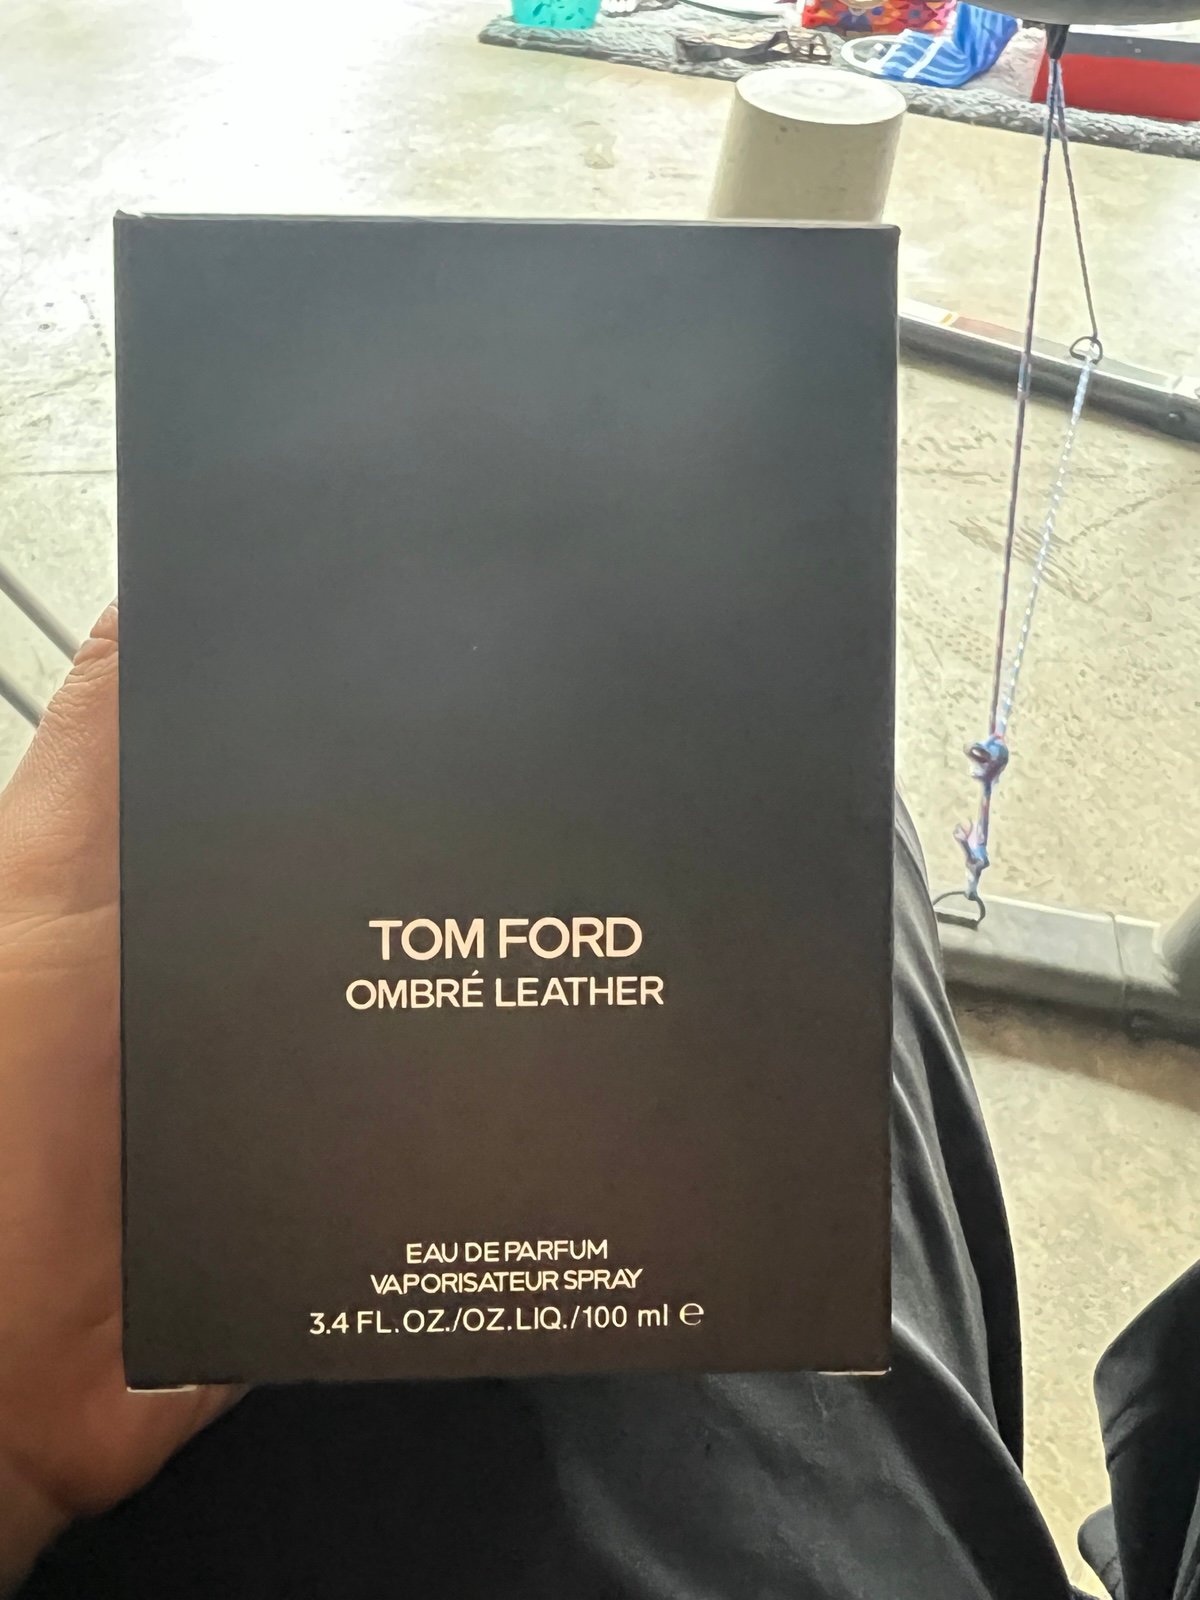 TOM FORD
OMBRÉ LEATHER
EAU DE PARFUM
VAPORISATEUR SPRAY
3.4 FL.OZ./OZ.LIQ./100 ml ℮